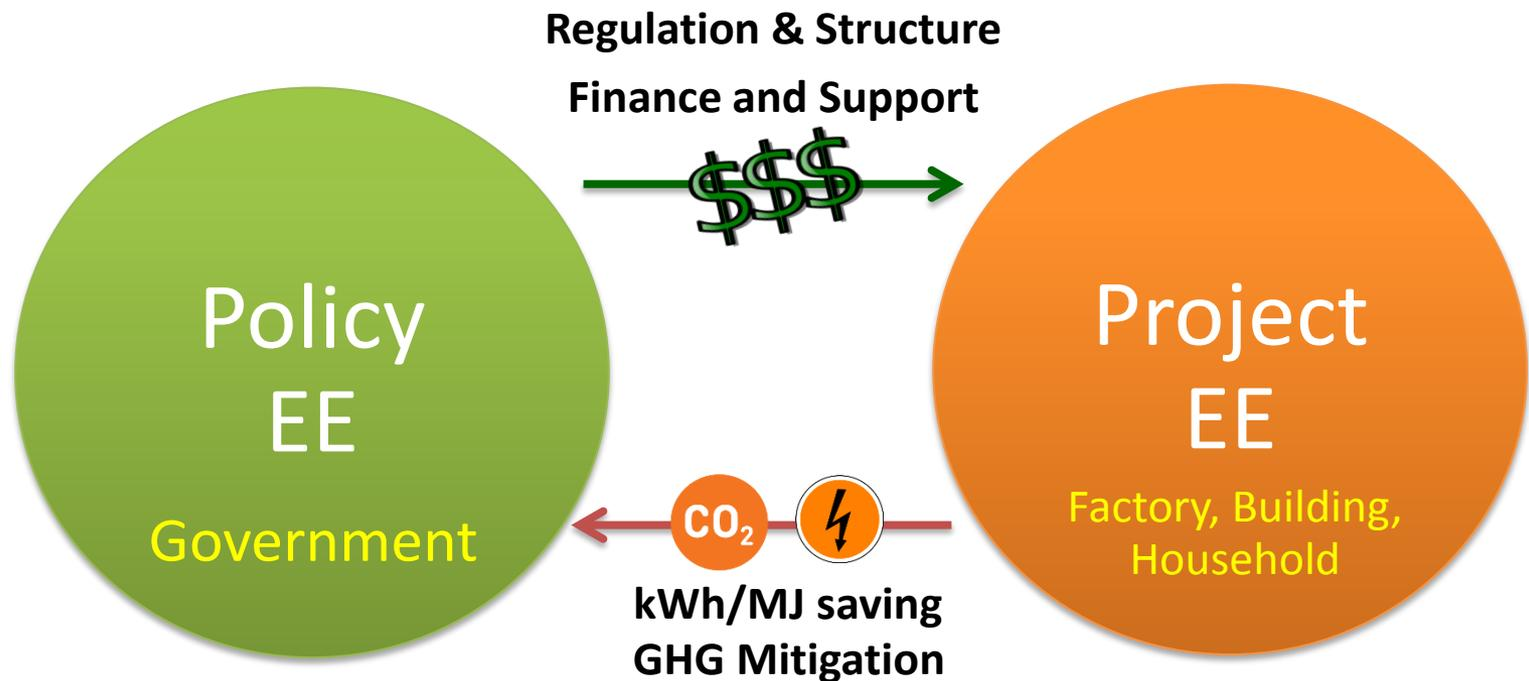 Regulation & Structure
Finance and Support
$$$
Policy
EE
Government
Project
EE
Factory, Building,
Household
CO₂
kWh/MJ saving
GHG Mitigation